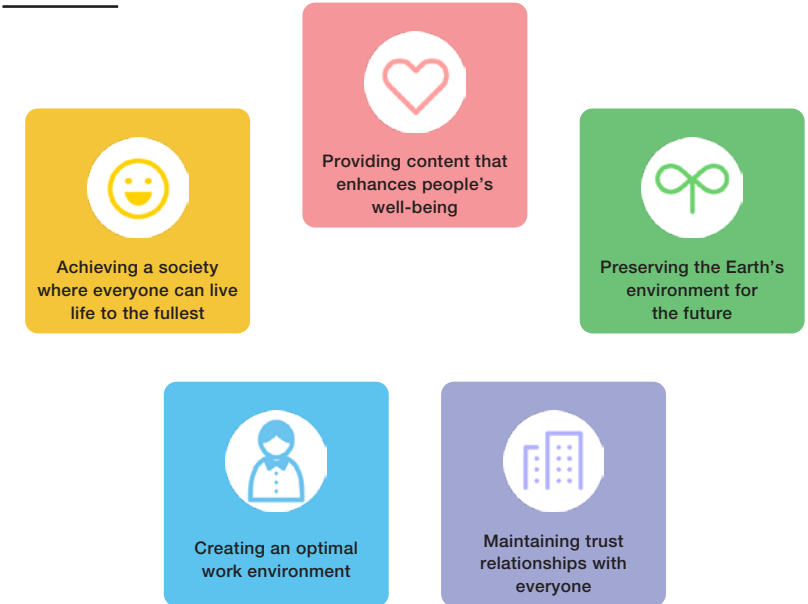 Providing content that
enhances people's
well-being
Achieving a society
where everyone can live
life to the fullest
Preserving the Earth's
environment for
the future
Creating an optimal
work environment
Maintaining trust
relationships with
everyone